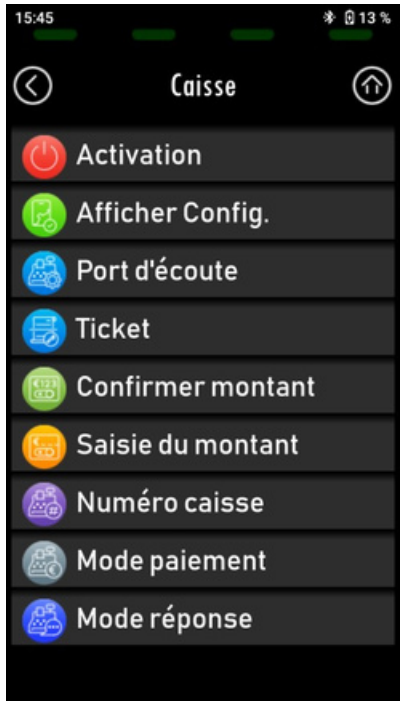 15:45 13 %
Caisse
Activation
Afficher Config.
Port d'écoute
Ticket
Confirmer montant
Saisie du montant
Numéro caisse
Mode paiement
Mode réponse